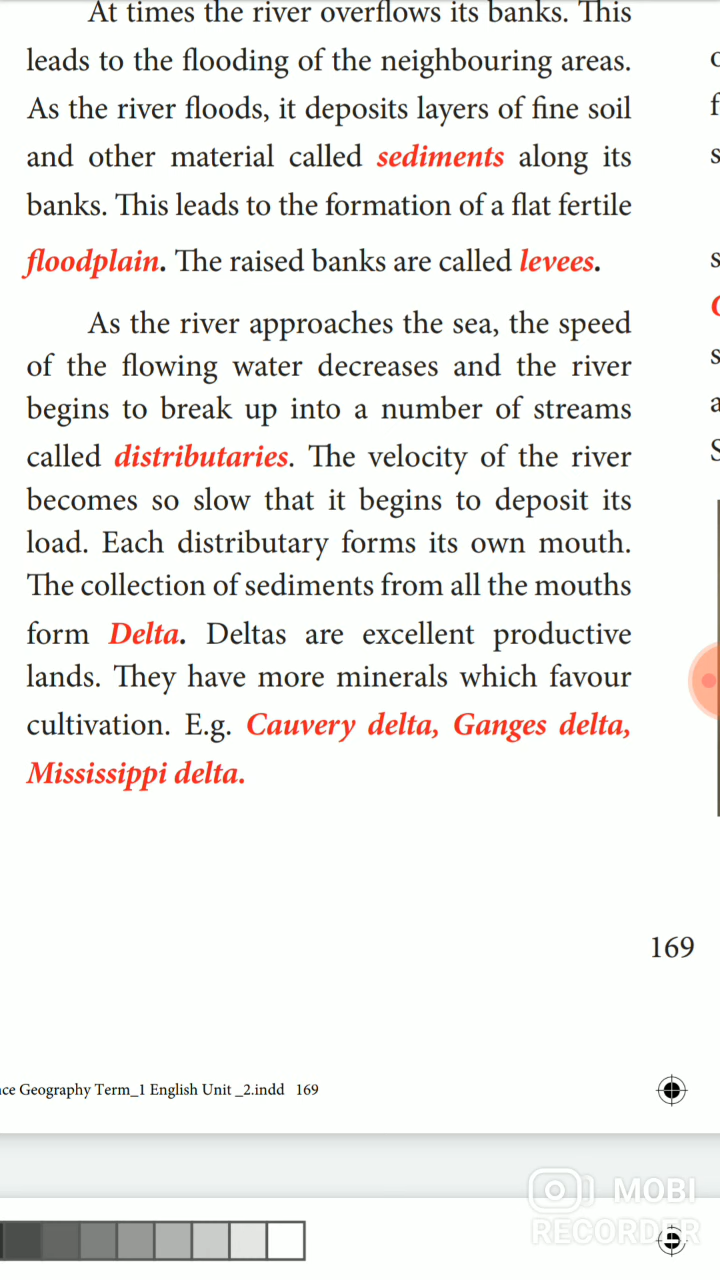 At times the river overflows its banks. This
leads to the flooding of the neighbouring areas.
As the river floods, it deposits layers of fine soil
and other material called sediments along its
banks. This leads to the formation of a flat fertile
floodplain. The raised banks are called levees.
As the river approaches the sea, the speed
of the flowing water decreases and the river
begins to break up into a number of streams
called distributaries. The velocity of the river
becomes so slow that it begins to deposit its
load. Each distributary forms its own mouth.
The collection of sediments from all the mouths
form Delta. Deltas are excellent productive
lands. They have more minerals which favour
cultivation. E.g. Cauvery delta, Ganges delta,
Mississippi delta.
169
Geography Term_1 English Unit _2.indd 169
MOBI
RECORDER